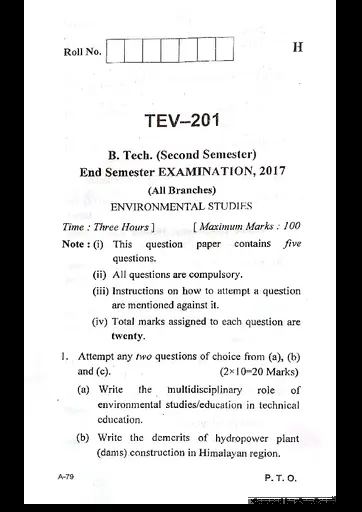 Roll No.
H
TEV–201
B. Tech. (Second Semester)
End Semester EXAMINATION, 2017
(All Branches)
ENVIRONMENTAL STUDIES
Time : Three Hours ] [ Maximum Marks : 100
Note : (i) This question paper contains five
questions.
(ii) All questions are compulsory.
(iii) Instructions on how to attempt a question
are mentioned against it.
(iv) Total marks assigned to each question are
twenty.
1. Attempt any two questions of choice from (a), (b)
and (c). (2×10=20 Marks)
(a) Write the multidisciplinary role of
environmental studies/education in technical
education.
(b) Write the demerits of hydropower plant
(dams) construction in Himalayan region.
A-79 P. T. O.